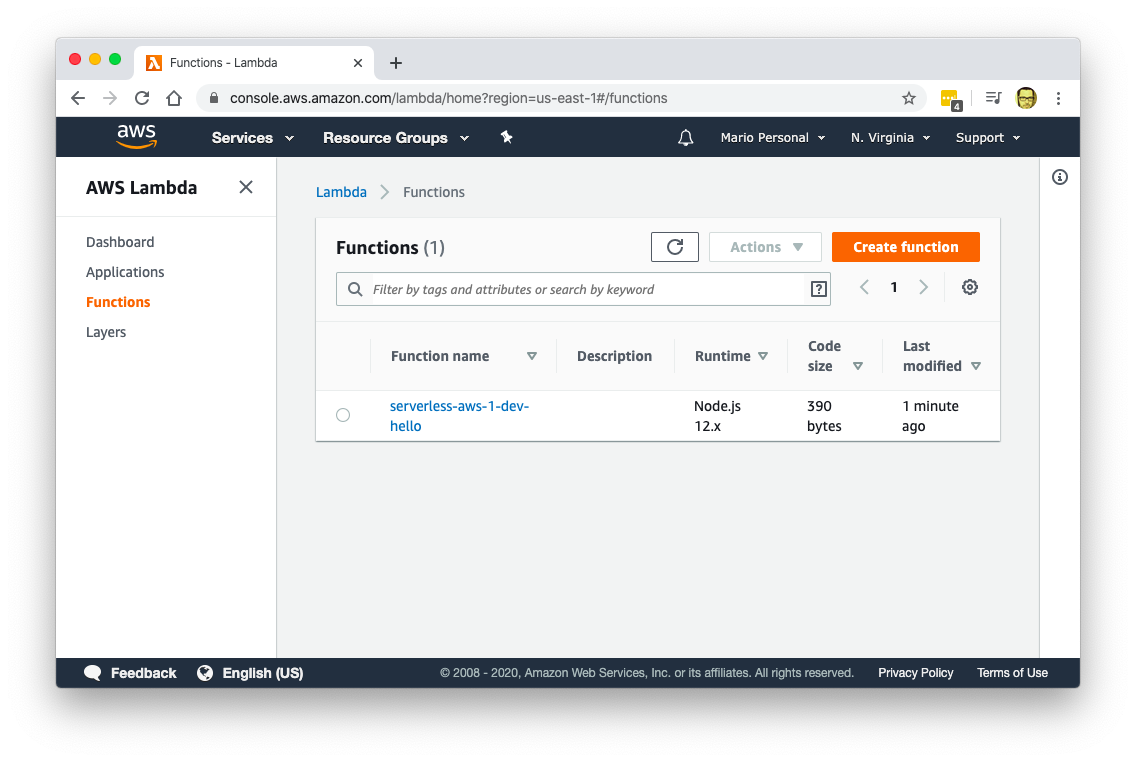 Functions - Lambda
console.aws.amazon.com/lambda/home?region=us-east-1#/functions
4
aws
Services
Resource Groups
Mario Personal
N. Virginia
Support
AWS Lambda
Dashboard
Applications
Functions
Layers
Lambda
Functions
Functions (1)
Actions
Create function
Filter by tags and attributes or search by keyword
?
1
Function name
Description
Runtime
Code
size
Last
modified
serverless-aws-1-dev-
hello
Node.js
12.x
390
bytes
1 minute
ago
Feedback
English (US)
© 2008 - 2020, Amazon Web Services, Inc. or its affiliates. All rights reserved.
Privacy Policy
Terms of Use